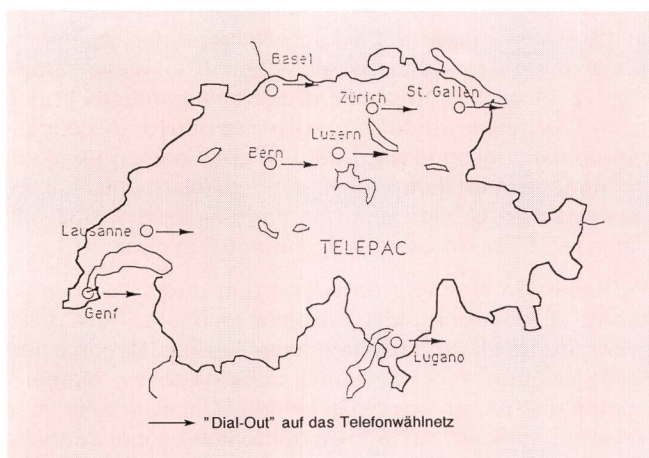 Basel
Zürich
St. Gallen
Luzern
Bern
Lausanne
TELEPAC
Genf
Lugano
"Dial-Out" auf das Telefonwählnetz